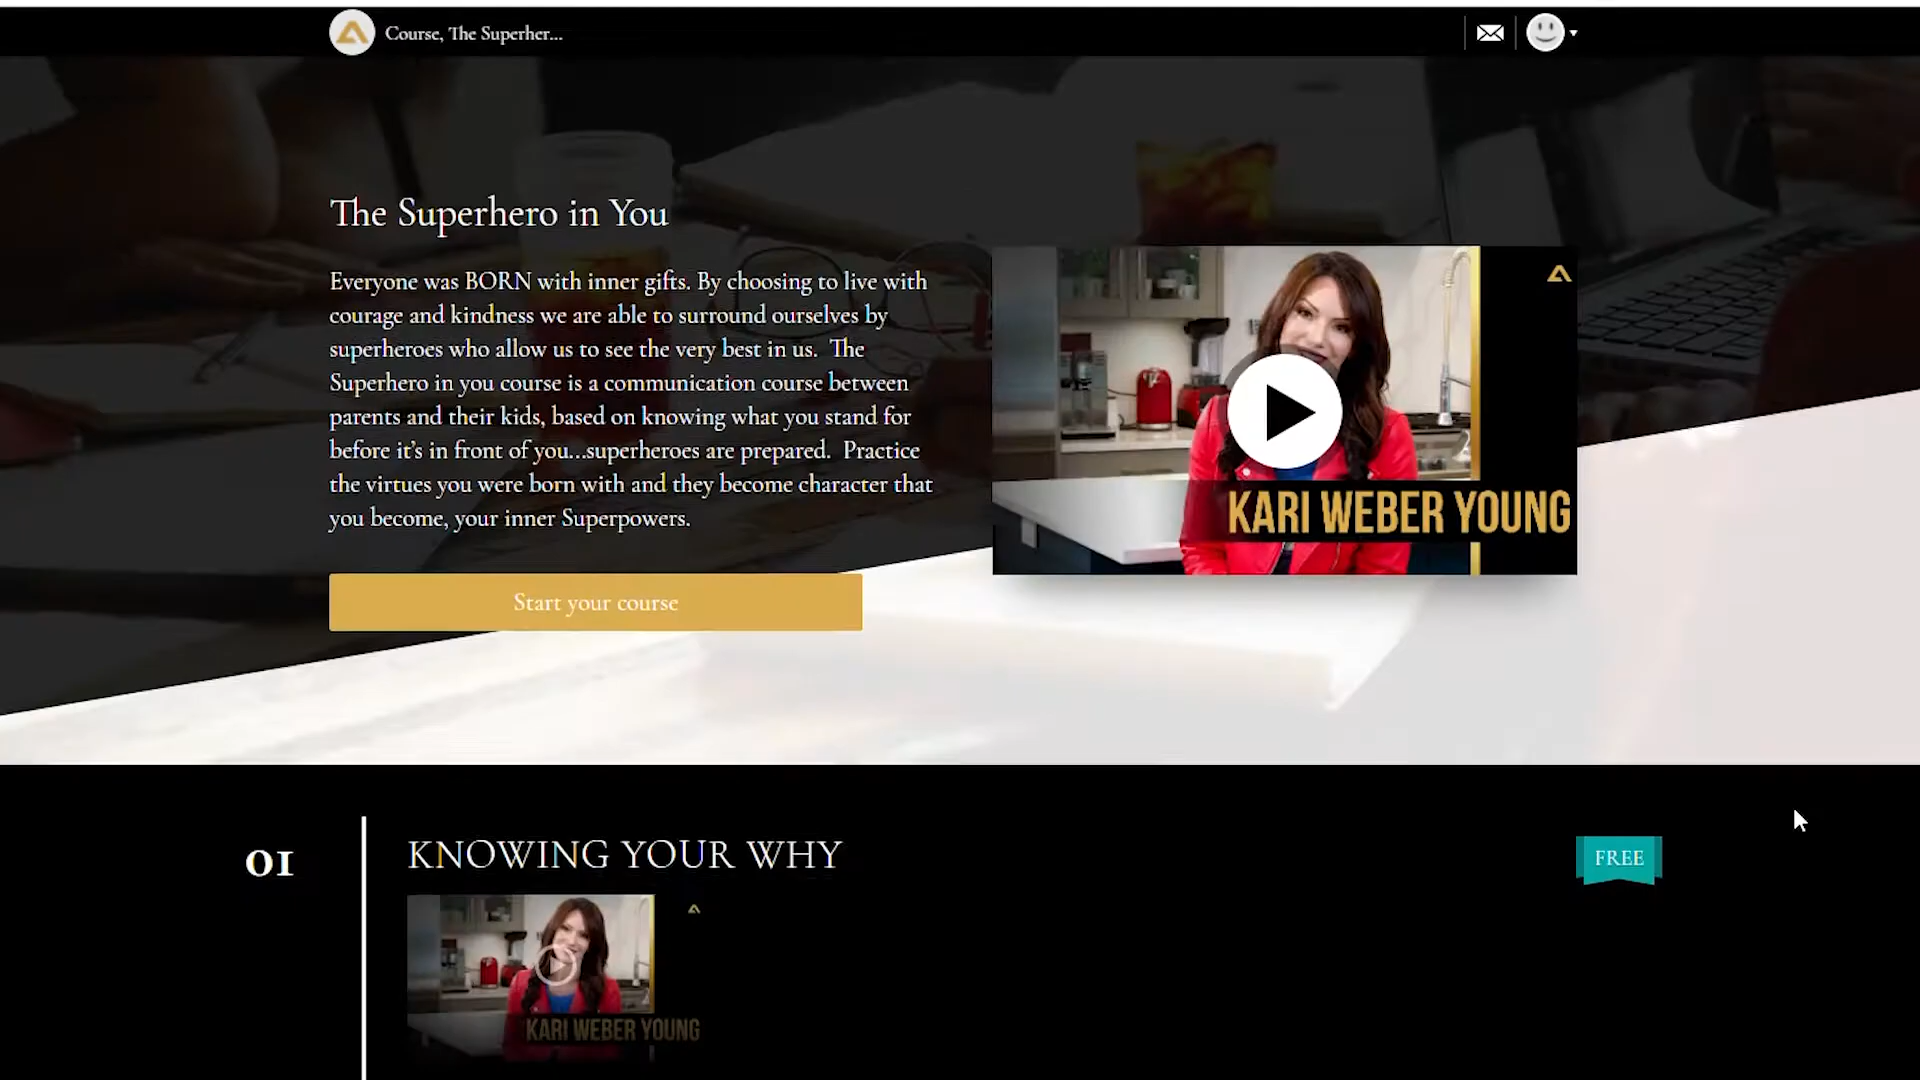 Course, The Superher...
The Superhero in You
Everyone was BORN with inner gifts. By choosing to live with
courage and kindness we are able to surround ourselves by
superheroes who allow us to see the very best in us.  The
Superhero in you course is a communication course between
parents and their kids, based on knowing what you stand for
before it’s in front of you...superheroes are prepared.  Practice
the virtues you were born with and they become character that
you become, your inner Superpowers.
KARI WEBER YOUNG
Start your course
01
KNOWING YOUR WHY
FREE
KARI WEBER YOUNG